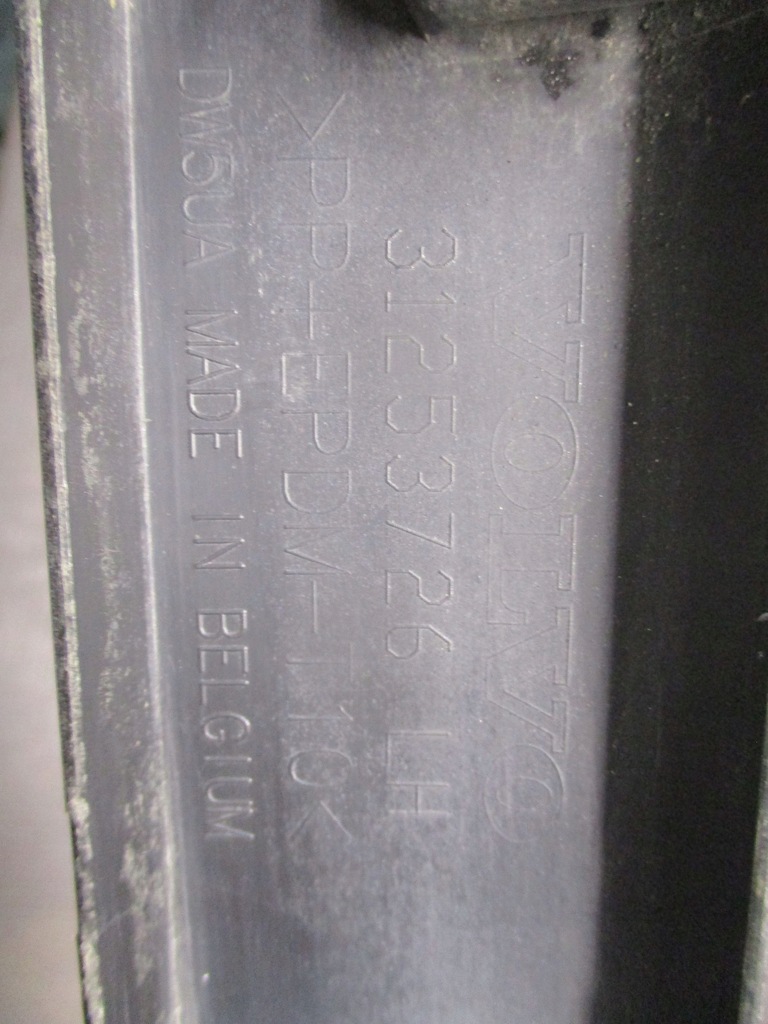 VOLVO
31253726 LH
>PP+EPDM-T10<
DW5UA MADE IN BELGIUM